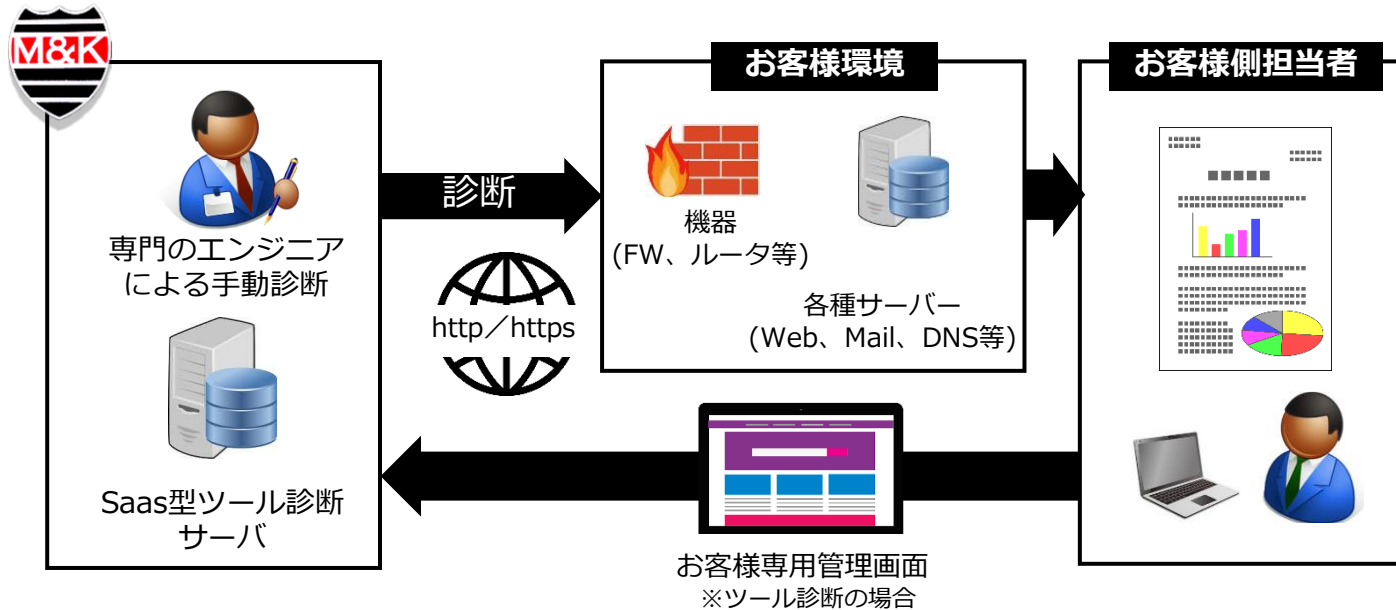 M&K
専門のエンジニア
による手動診断
Saas型ツール診断
サーバ
診断
http／https
お客様環境
機器
(FW、ルータ等)
各種サーバー
(Web、Mail、DNS等)
お客様側担当者
お客様専用管理画面
※ツール診断の場合